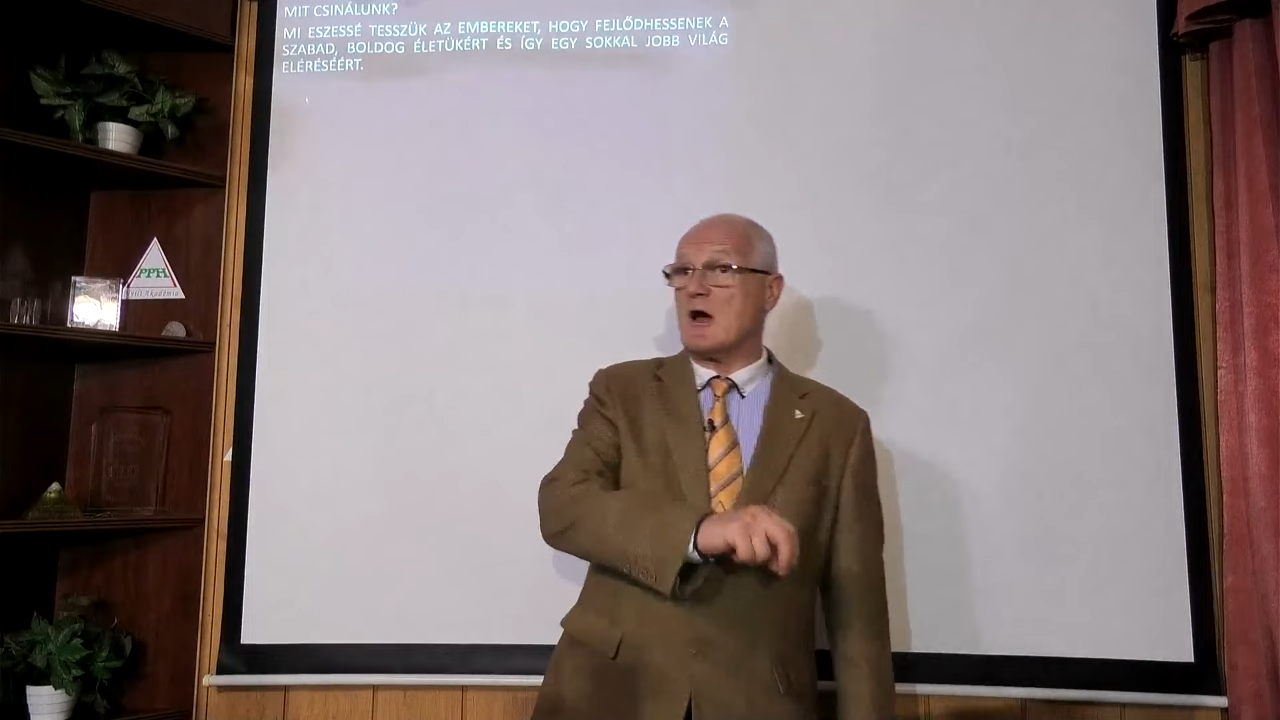 MIT CSINÁLUNK?
MI ESZESSÉ TESSZÜK AZ EMBEREKET, HOGY FEJLŐDHESSENEK A
SZABAD, BOLDOG ÉLETÜKÉRT ÉS ÍGY EGY SOKKAL JOBB VILÁG
ELÉRÉSÉÉRT.
PPH